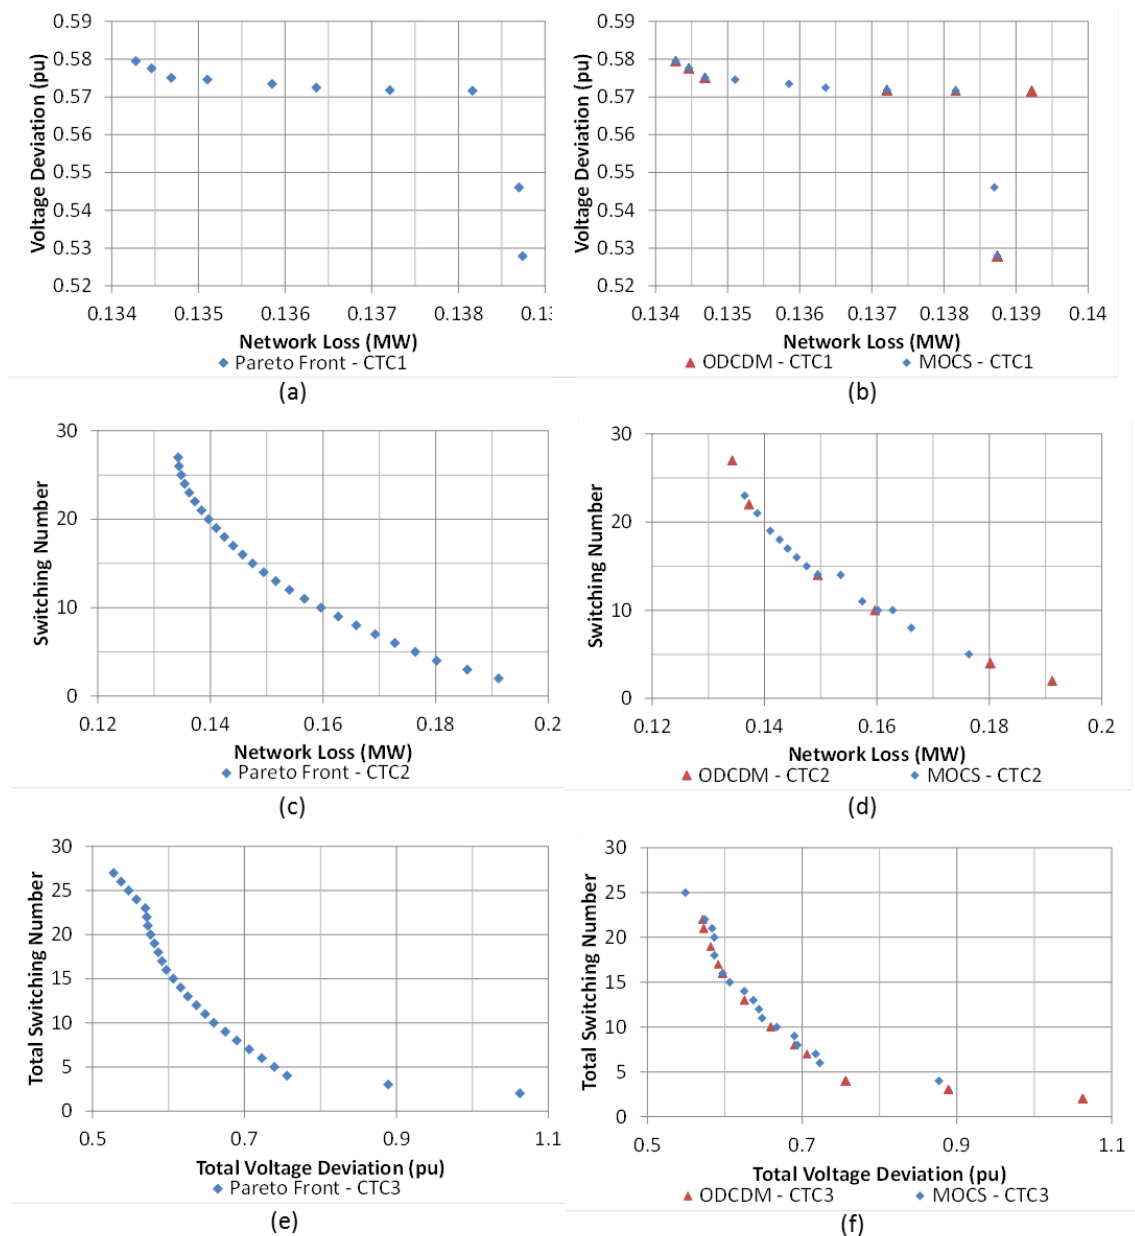 0.59
0.58
0.57
0.56
0.55
0.54
0.53
0.52
Voltage Deviation (pu)
0.134 0.135 0.136 0.137 0.138
Network Loss (MW)
Pareto Front - CTC1
(a)
0.59
0.58
0.57
0.56
0.55
0.54
0.53
0.52
Voltage Deviation (pu)
0.134 0.135 0.136 0.137 0.138 0.139 0.14
Network Loss (MW)
ODCDM - CTC1 MOCS - CTC1
(b)
30
20
10
0
Switching Number
0.12 0.14 0.16 0.18 0.2
Network Loss (MW)
Pareto Front - CTC2
(c)
30
20
10
0
Switching Number
0.12 0.14 0.16 0.18 0.2
Network Loss (MW)
ODCDM - CTC2 MOCS - CTC2
(d)
30
25
20
15
10
5
0
Total Switching Number
0.5 0.7 0.9 1.1
Total Voltage Deviation (pu)
Pareto Front - CTC3
(e)
30
25
20
15
10
5
0
Total Switching Number
0.5 0.7 0.9 1.1
Total Voltage Deviation (pu)
ODCDM - CTC3 MOCS - CTC3
(f)